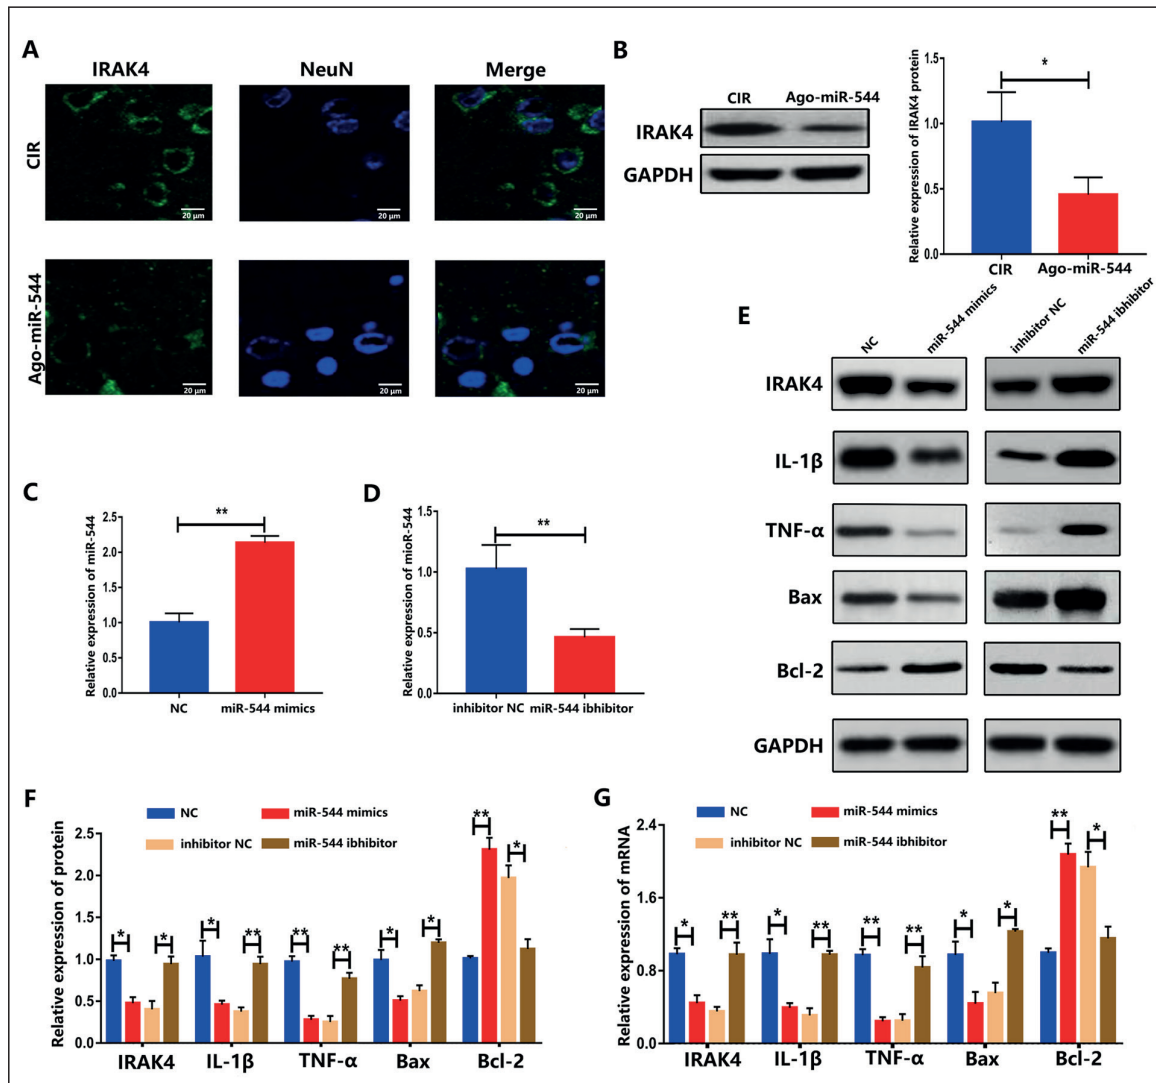 A
IRAK4 NeuN Merge
CIR
20 μm 20 μm 20 μm
Ago-miR-544
20 μm 20 μm 20 μm
B
CIR Ago-miR-544
IRAK4
GAPDH
Relative expression of IRAK4 protein
1.5
1.0
0.5
0.0
*
CIR Ago-miR-544
C
Relative expression of miR-544
2.5
2.0
1.5
1.0
0.5
0.0
**
NC miR-544 mimics
D
Relative expression of mioR-544
1.5
1.0
0.5
0.0
**
inhibitor NC miR-544 ibhibitor
E
NC miR-544 mimics inhibitor NC miR-544 ibhibitor
IRAK4
IL-1β
TNF-α
Bax
Bcl-2
GAPDH
F
NC miR-544 mimics
inhibitor NC miR-544 ibhibitor
Relative expression of protein
2.5
2.0
1.5
1.0
0.5
0.0
* * * ** ** ** * * ** *
IRAK4 IL-1β TNF-α Bax Bcl-2
G
NC miR-544 mimics
inhibitor NC miR-544 ibhibitor
Relative expression of mRNA
2.4
1.8
1.2
0.6
0.0
* ** * ** ** ** * * ** *
IRAK4 IL-1β TNF-α Bax Bcl-2